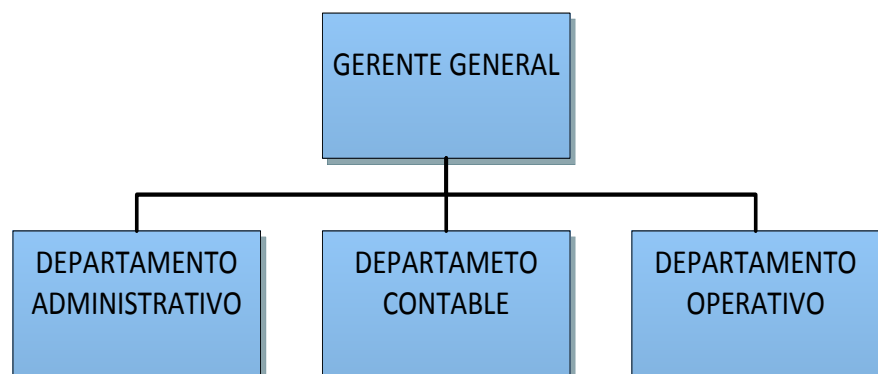 GERENTE GENERAL
DEPARTAMENTO
ADMINISTRATIVO
DEPARTAMETO
CONTABLE
DEPARTAMENTO
OPERATIVO